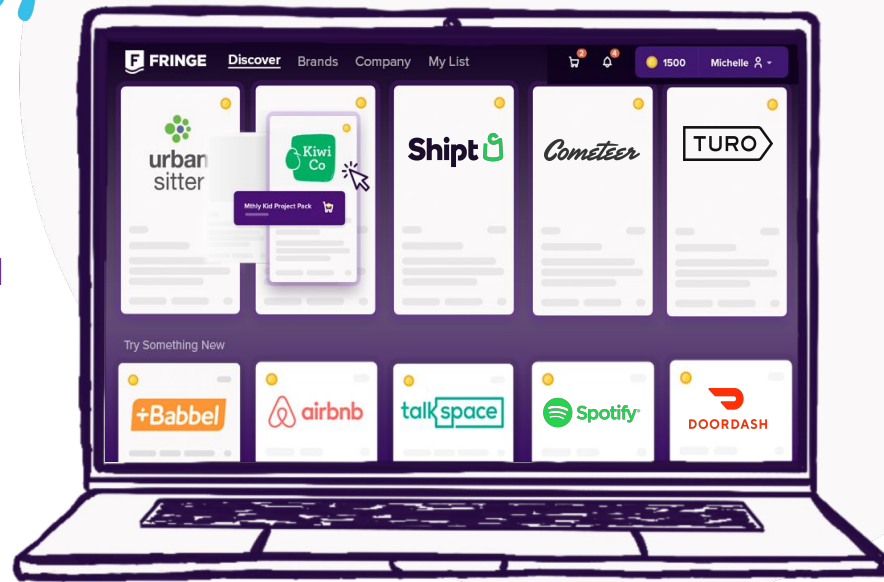 FRINGE Discover Brands Company My List 2 4 1500 Michelle
urban
sitter
Kiwi
Co
Mthly Kid Project Pack
Shipt
Cometeer
TURO
Try Something New
+Babbel
airbnb
talkspace
Spotify
DOORDASH